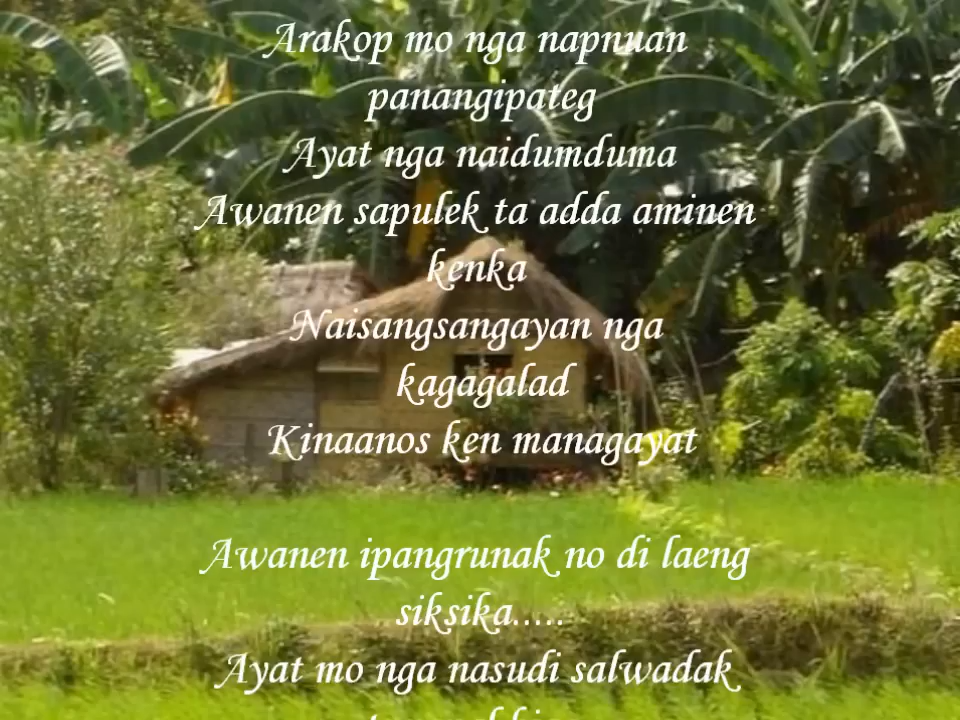 Arakop mo nga napnuan
panangipateg
Ayat nga naidumduma
Awanen sapulek ta adda aminen
kenka
Naisangsangayan nga
kagagalad
Kinaanos ken managayat
Awanen ipangrunak no di laeng
siksika.....
Ayat mo nga nasudi salwadak